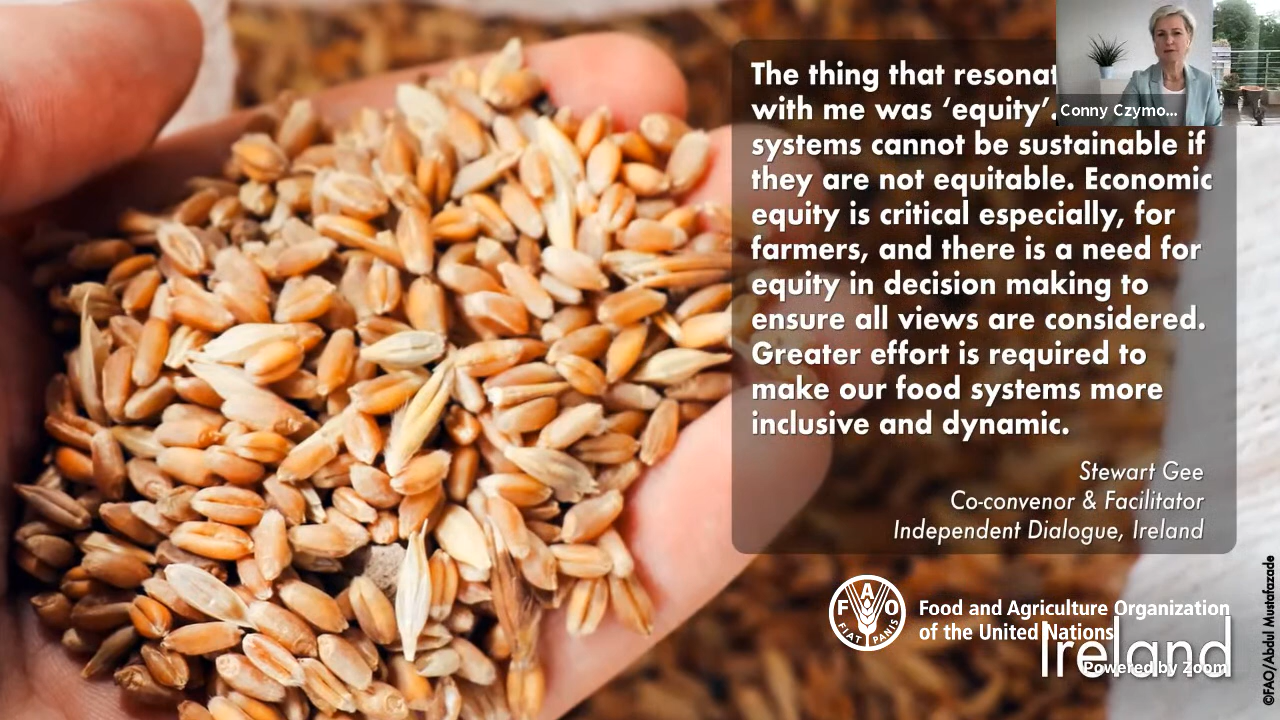 The thing that resonat
with me was ‘equity’.
systems cannot be sustainable if
they are not equitable. Economic
equity is critical especially, for
farmers, and there is a need for
equity in decision making to
ensure all views are considered.
Greater effort is required to
make our food systems more
inclusive and dynamic.
Stewart Gee
Co-convenor & Facilitator
Independent Dialogue, Ireland
Conny Czymo...
FAO
FIAT PANIS
Food and Agriculture Organization
of the United Nations
Ireland
Powered by Zoom
©FAO/Abdul Mustafazade